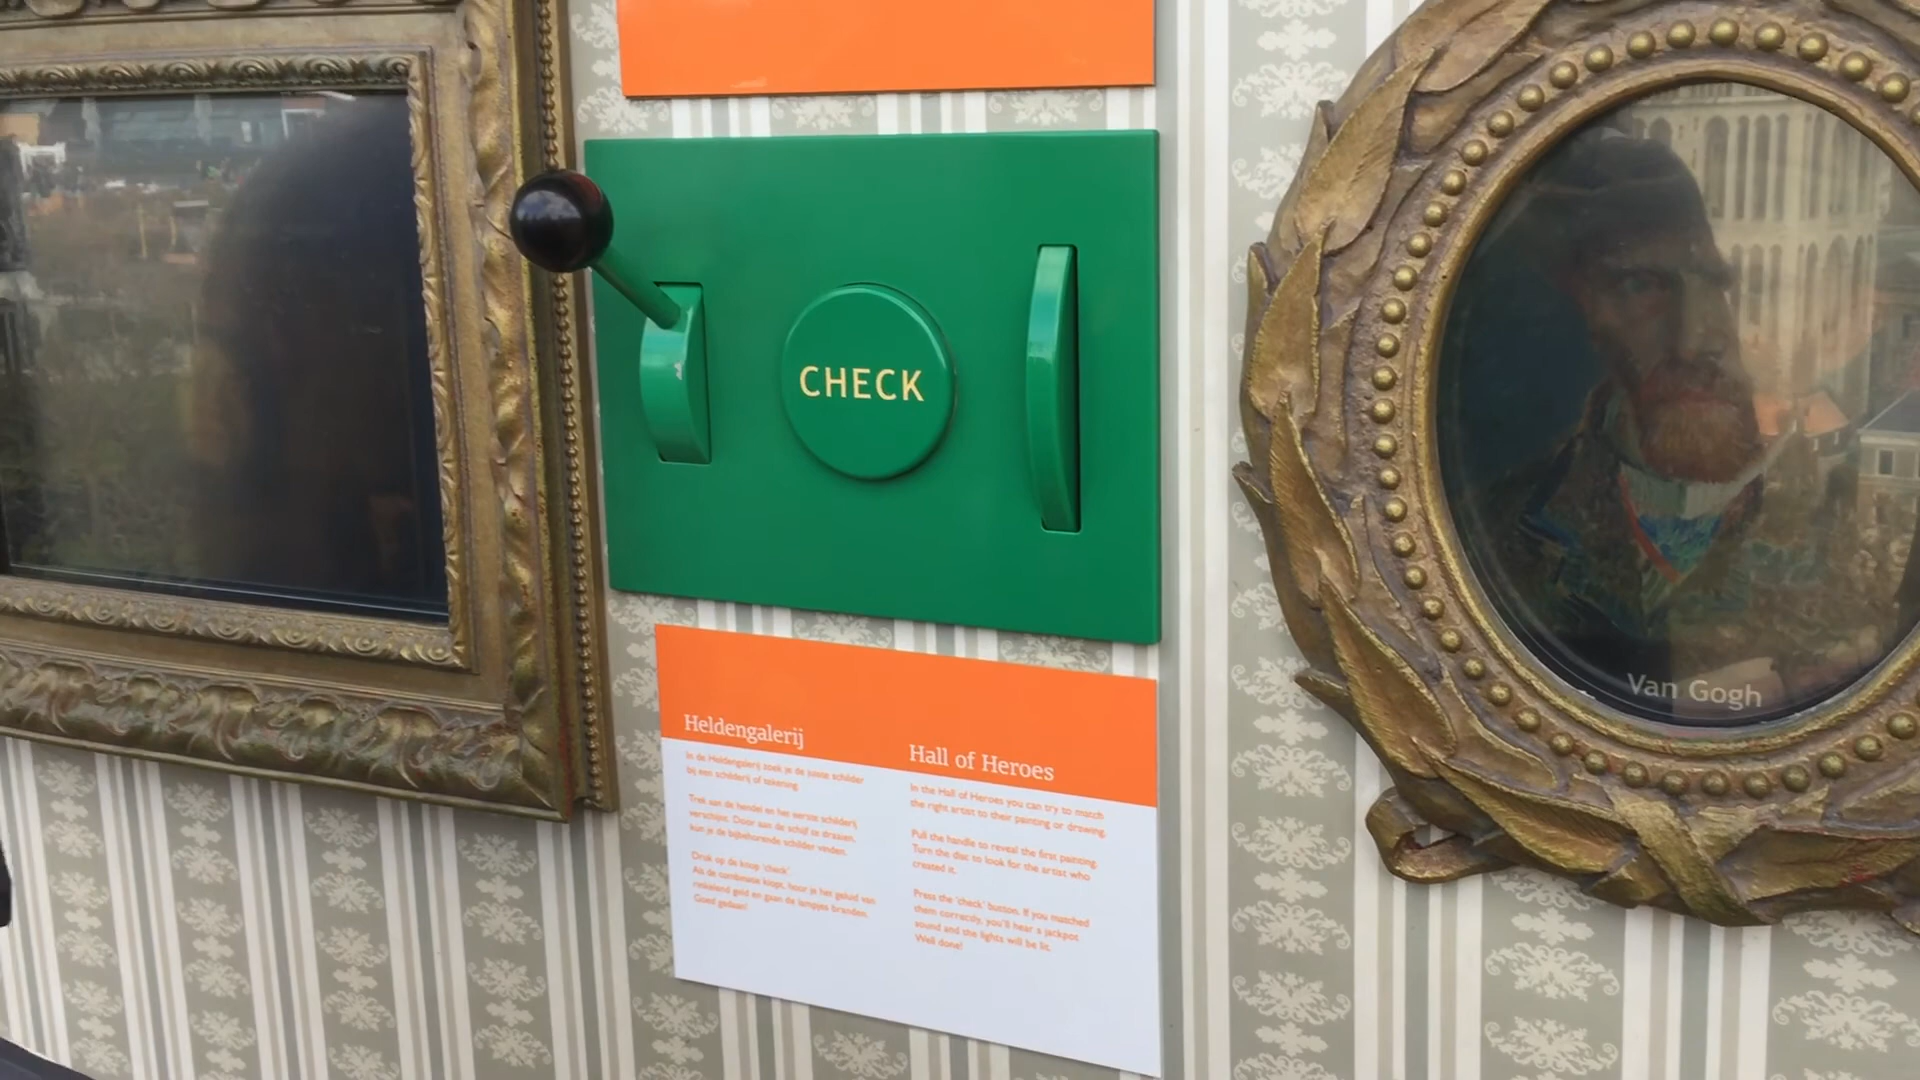 CHECK
Heldengalerij
In de Heldengalerij zoek je de juiste schilder
bij een schilderij of tekening.
Trek aan de hendel en het eerste schilderij
verschijnt. Door aan de schijf te draaien,
kun je de bijbehorende schilder vinden.
Druk op de knop 'check'.
Als de combinatie klopt, hoor je het geluid van
rinkelend geld en gaan de lampjes branden.
Goed gedaan!
Hall of Heroes
In the Hall of Heroes you can try to match
the right artist to their painting or drawing.
Pull the handle to reveal the first painting.
Turn the disc to look for the artist who
created it.
Press the 'check' button. If you matched
them correctly, you'll hear a jackpot
sound and the lights will be lit.
Well done!
Van Gogh